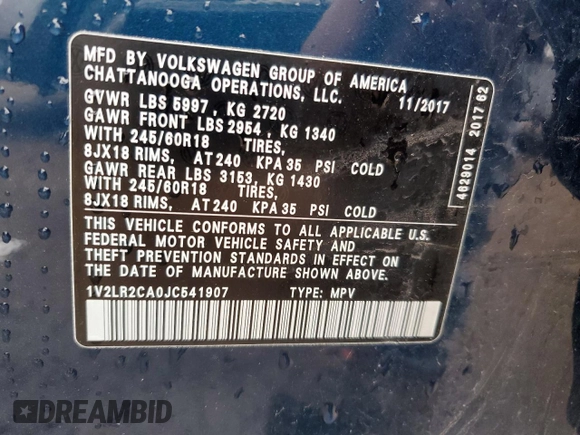 MFD BY VOLKSWAGEN GROUP OF AMERICA
CHATTANOOGA OPERATIONS, LLC.
11/2017
GVWR LBS 5997 , KG 2720
GAWR FRONT LBS 2954 , KG 1340
WITH 245/60R18 TIRES,
8JX18 RIMS, AT 240 KPA 35 PSI COLD
GAWR REAR LBS 3153, KG 1430
WITH 245/60R18 TIRES,
8JX18 RIMS, AT 240 KPA 35 PSI COLD
THIS VEHICLE CONFORMS TO ALL APPLICABLE U.S.
FEDERAL MOTOR VEHICLE SAFETY AND
THEFT PREVENTION STANDARDS IN EFFECT ON
THE DATE OF MANUFACTURE SHOWN ABOVE.
1V2LR2CA0JC541907 TYPE: MPV
4629014 2017 62
DREAMBID